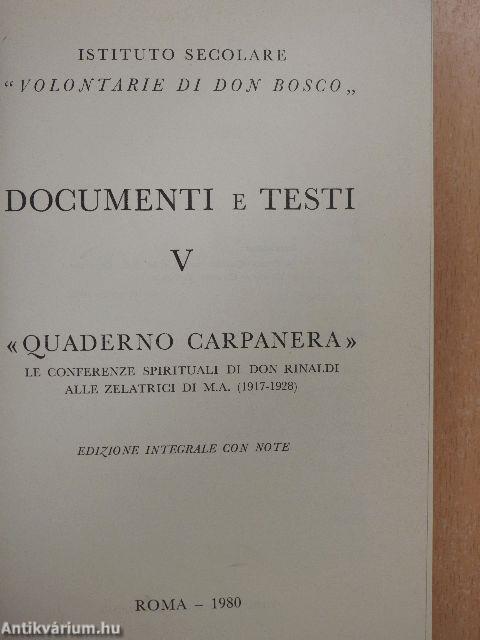 ISTITUTO SECOLARE
“VOLONTARIE DI DON BOSCO„
DOCUMENTI E TESTI
V
«QUADERNO CARPANERA»
LE CONFERENZE SPIRITUALI DI DON RINALDI
ALLE ZELATRICI DI M.A. (1917-1928)
EDIZIONE INTEGRALE CON NOTE
ROMA – 1980
Antikvárium.hu